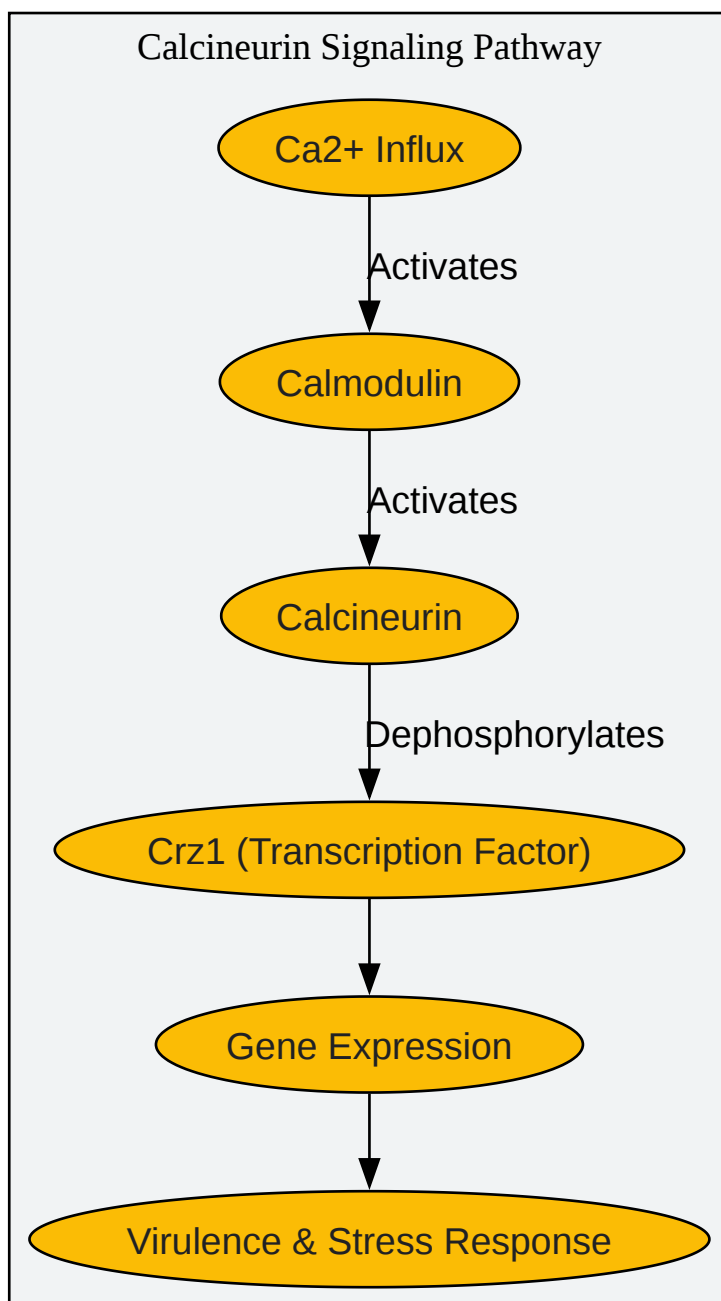 Calcineurin Signaling Pathway
Ca2+ Influx
Activates
Calmodulin
Activates
Calcineurin
Dephosphorylates
Crz1 (Transcription Factor)
Gene Expression
Virulence & Stress Response